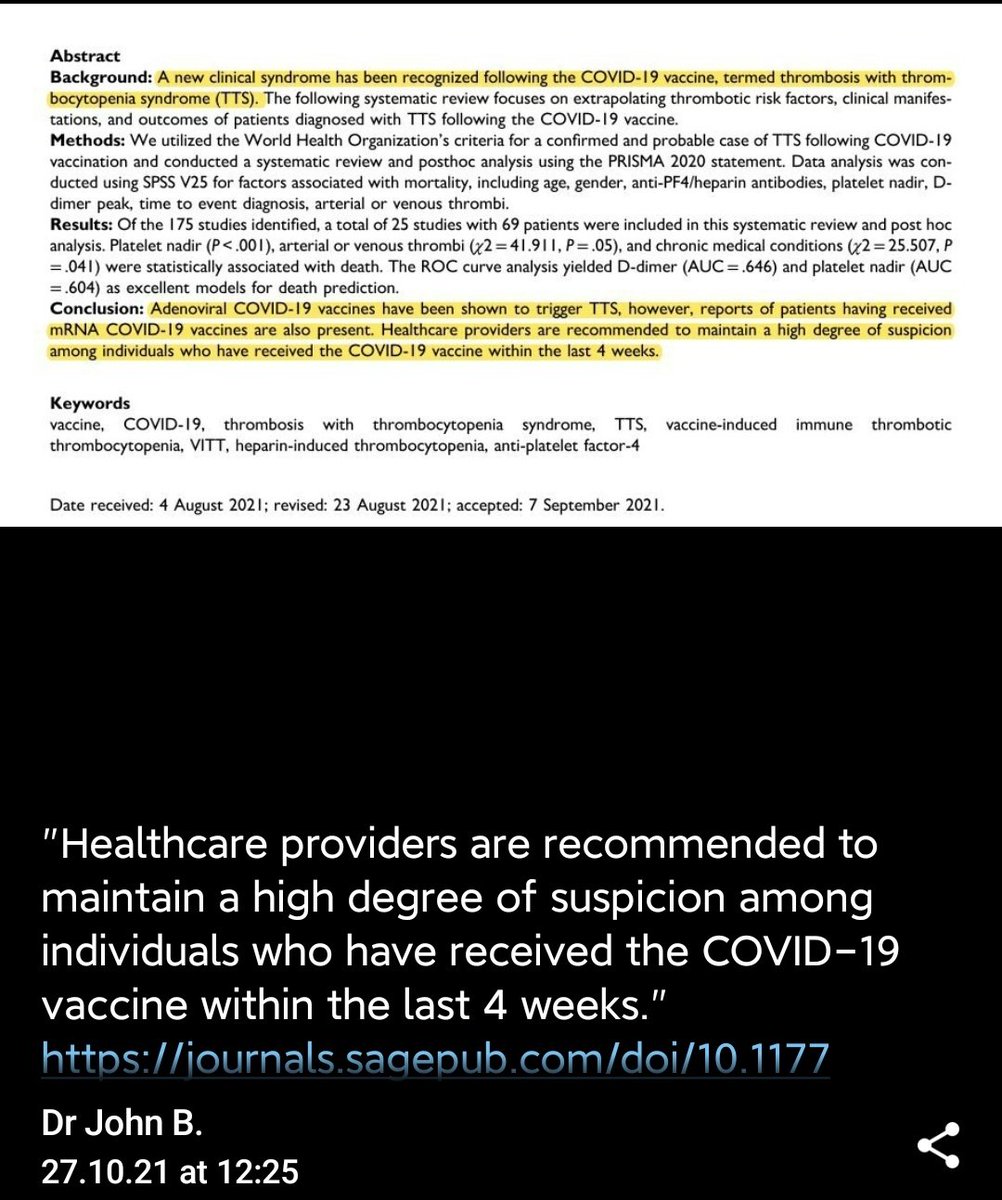 Abstract
Background: A new clinical syndrome has been recognized following the COVID-19 vaccine, termed thrombosis with throm-
bocytopenia syndrome (TTS). The following systematic review focuses on extrapolating thrombotic risk factors, clinical manifes-
tations, and outcomes of patients diagnosed with TTS following the COVID-19 vaccine.
Methods: We utilized the World Health Organization's criteria for a confirmed and probable case of TTS following COVID-19
vaccination and conducted a systematic review and posthoc analysis using the PRISMA 2020 statement. Data analysis was con-
ducted using SPSS V25 for factors associated with mortality, including age, gender, anti-PF4/heparin antibodies, platelet nadir, D-
dimer peak, time to event diagnosis, arterial or venous thrombi.
Results: Of the 175 studies identified, a total of 25 studies with 69 patients were included in this systematic review and post hoc
analysis. Platelet nadir (P < .001), arterial or venous thrombi (χ2 = 41.911, P = .05), and chronic medical conditions (χ2 = 25.507, P
= .041) were statistically associated with death. The ROC curve analysis yielded D-dimer (AUC = .646) and platelet nadir (AUC
= .604) as excellent models for death prediction.
Conclusion: Adenoviral COVID-19 vaccines have been shown to trigger TTS, however, reports of patients having received
mRNA COVID-19 vaccines are also present. Healthcare providers are recommended to maintain a high degree of suspicion
among individuals who have received the COVID-19 vaccine within the last 4 weeks.
Keywords
vaccine, COVID-19, thrombosis with thrombocytopenia syndrome, TTS, vaccine-induced immune thrombotic
thrombocytopenia, VITT, heparin-induced thrombocytopenia, anti-platelet factor-4
Date received: 4 August 2021; revised: 23 August 2021; accepted: 7 September 2021.
"Healthcare providers are recommended to
maintain a high degree of suspicion among
individuals who have received the COVID-19
vaccine within the last 4 weeks."
https://journals.sagepub.com/doi/10.1177
Dr John B.
27.10.21 at 12:25